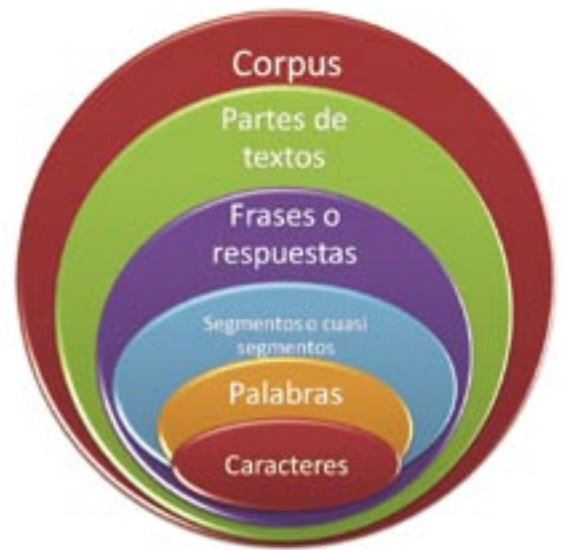 Corpus
Partes de
textos
Frases o
respuestas
Segmentos o cuasi
segmentos
Palabras
Caracteres